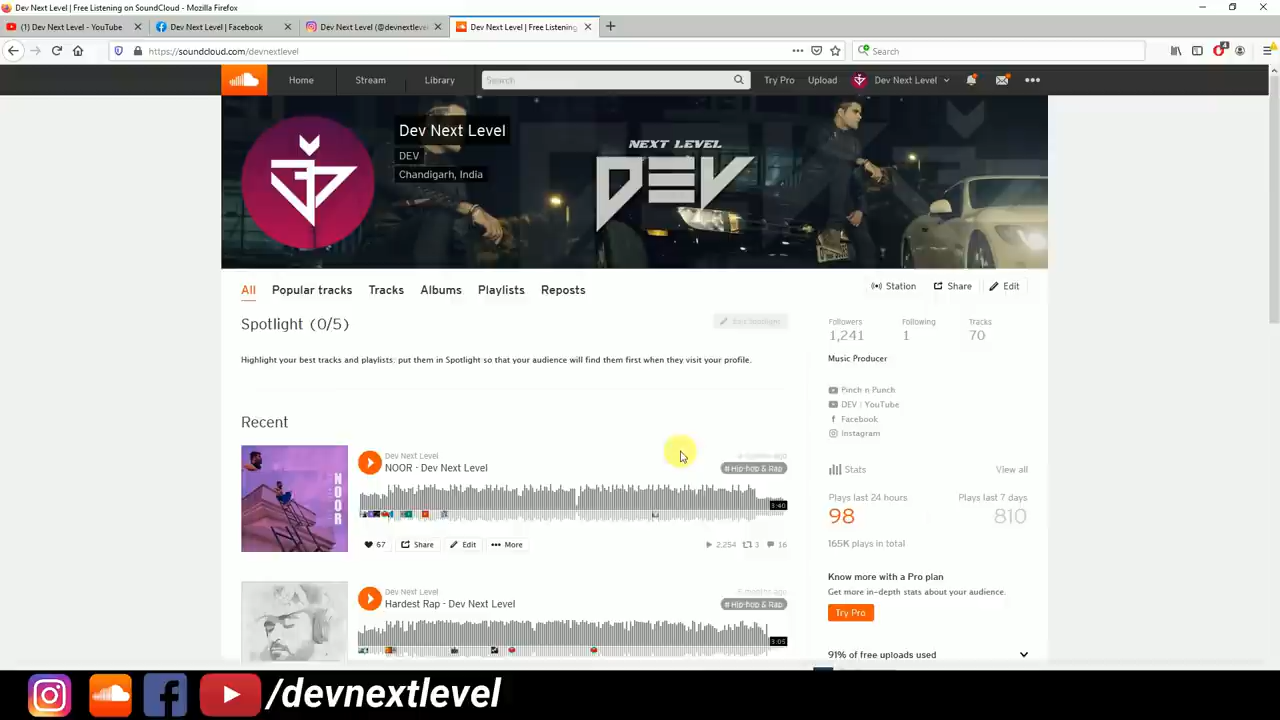 Dev Next Level | Free Listening on SoundCloud - Mozilla Firefox
(1) Dev Next Level - YouTube
Dev Next Level | Facebook
Dev Next Level (@devnextlevel
Dev Next Level | Free Listening
https://soundcloud.com/devnextlevel
Search
4
Home
Stream
Library
Search
Try Pro
Upload
Dev Next Level
Dev Next Level
DEV
Chandigarh, India
NEXT LEVEL
DEV
All
Popular tracks
Tracks
Albums
Playlists
Reposts
Station
Share
Edit
Spotlight (0/5)
Edit Spotlight
Highlight your best tracks and playlists: put them in Spotlight so that your audience will find them first when they visit your profile.
Followers
1,241
Following
1
Tracks
70
Music Producer
Pinch n Punch
DEV | YouTube
Facebook
Instagram
Recent
Dev Next Level
NOOR - Dev Next Level
# Hip-hop & Rap
NOOR
3:40
67
Share
Edit
More
2,254
3
16
Dev Next Level
Hardest Rap - Dev Next Level
5 months ago
# Hip-hop & Rap
3:05
Stats
View all
Plays last 24 hours
98
Plays last 7 days
810
165K plays in total
Know more with a Pro plan
Get more in-depth stats about your audience.
Try Pro
91% of free uploads used
/devnextlevel